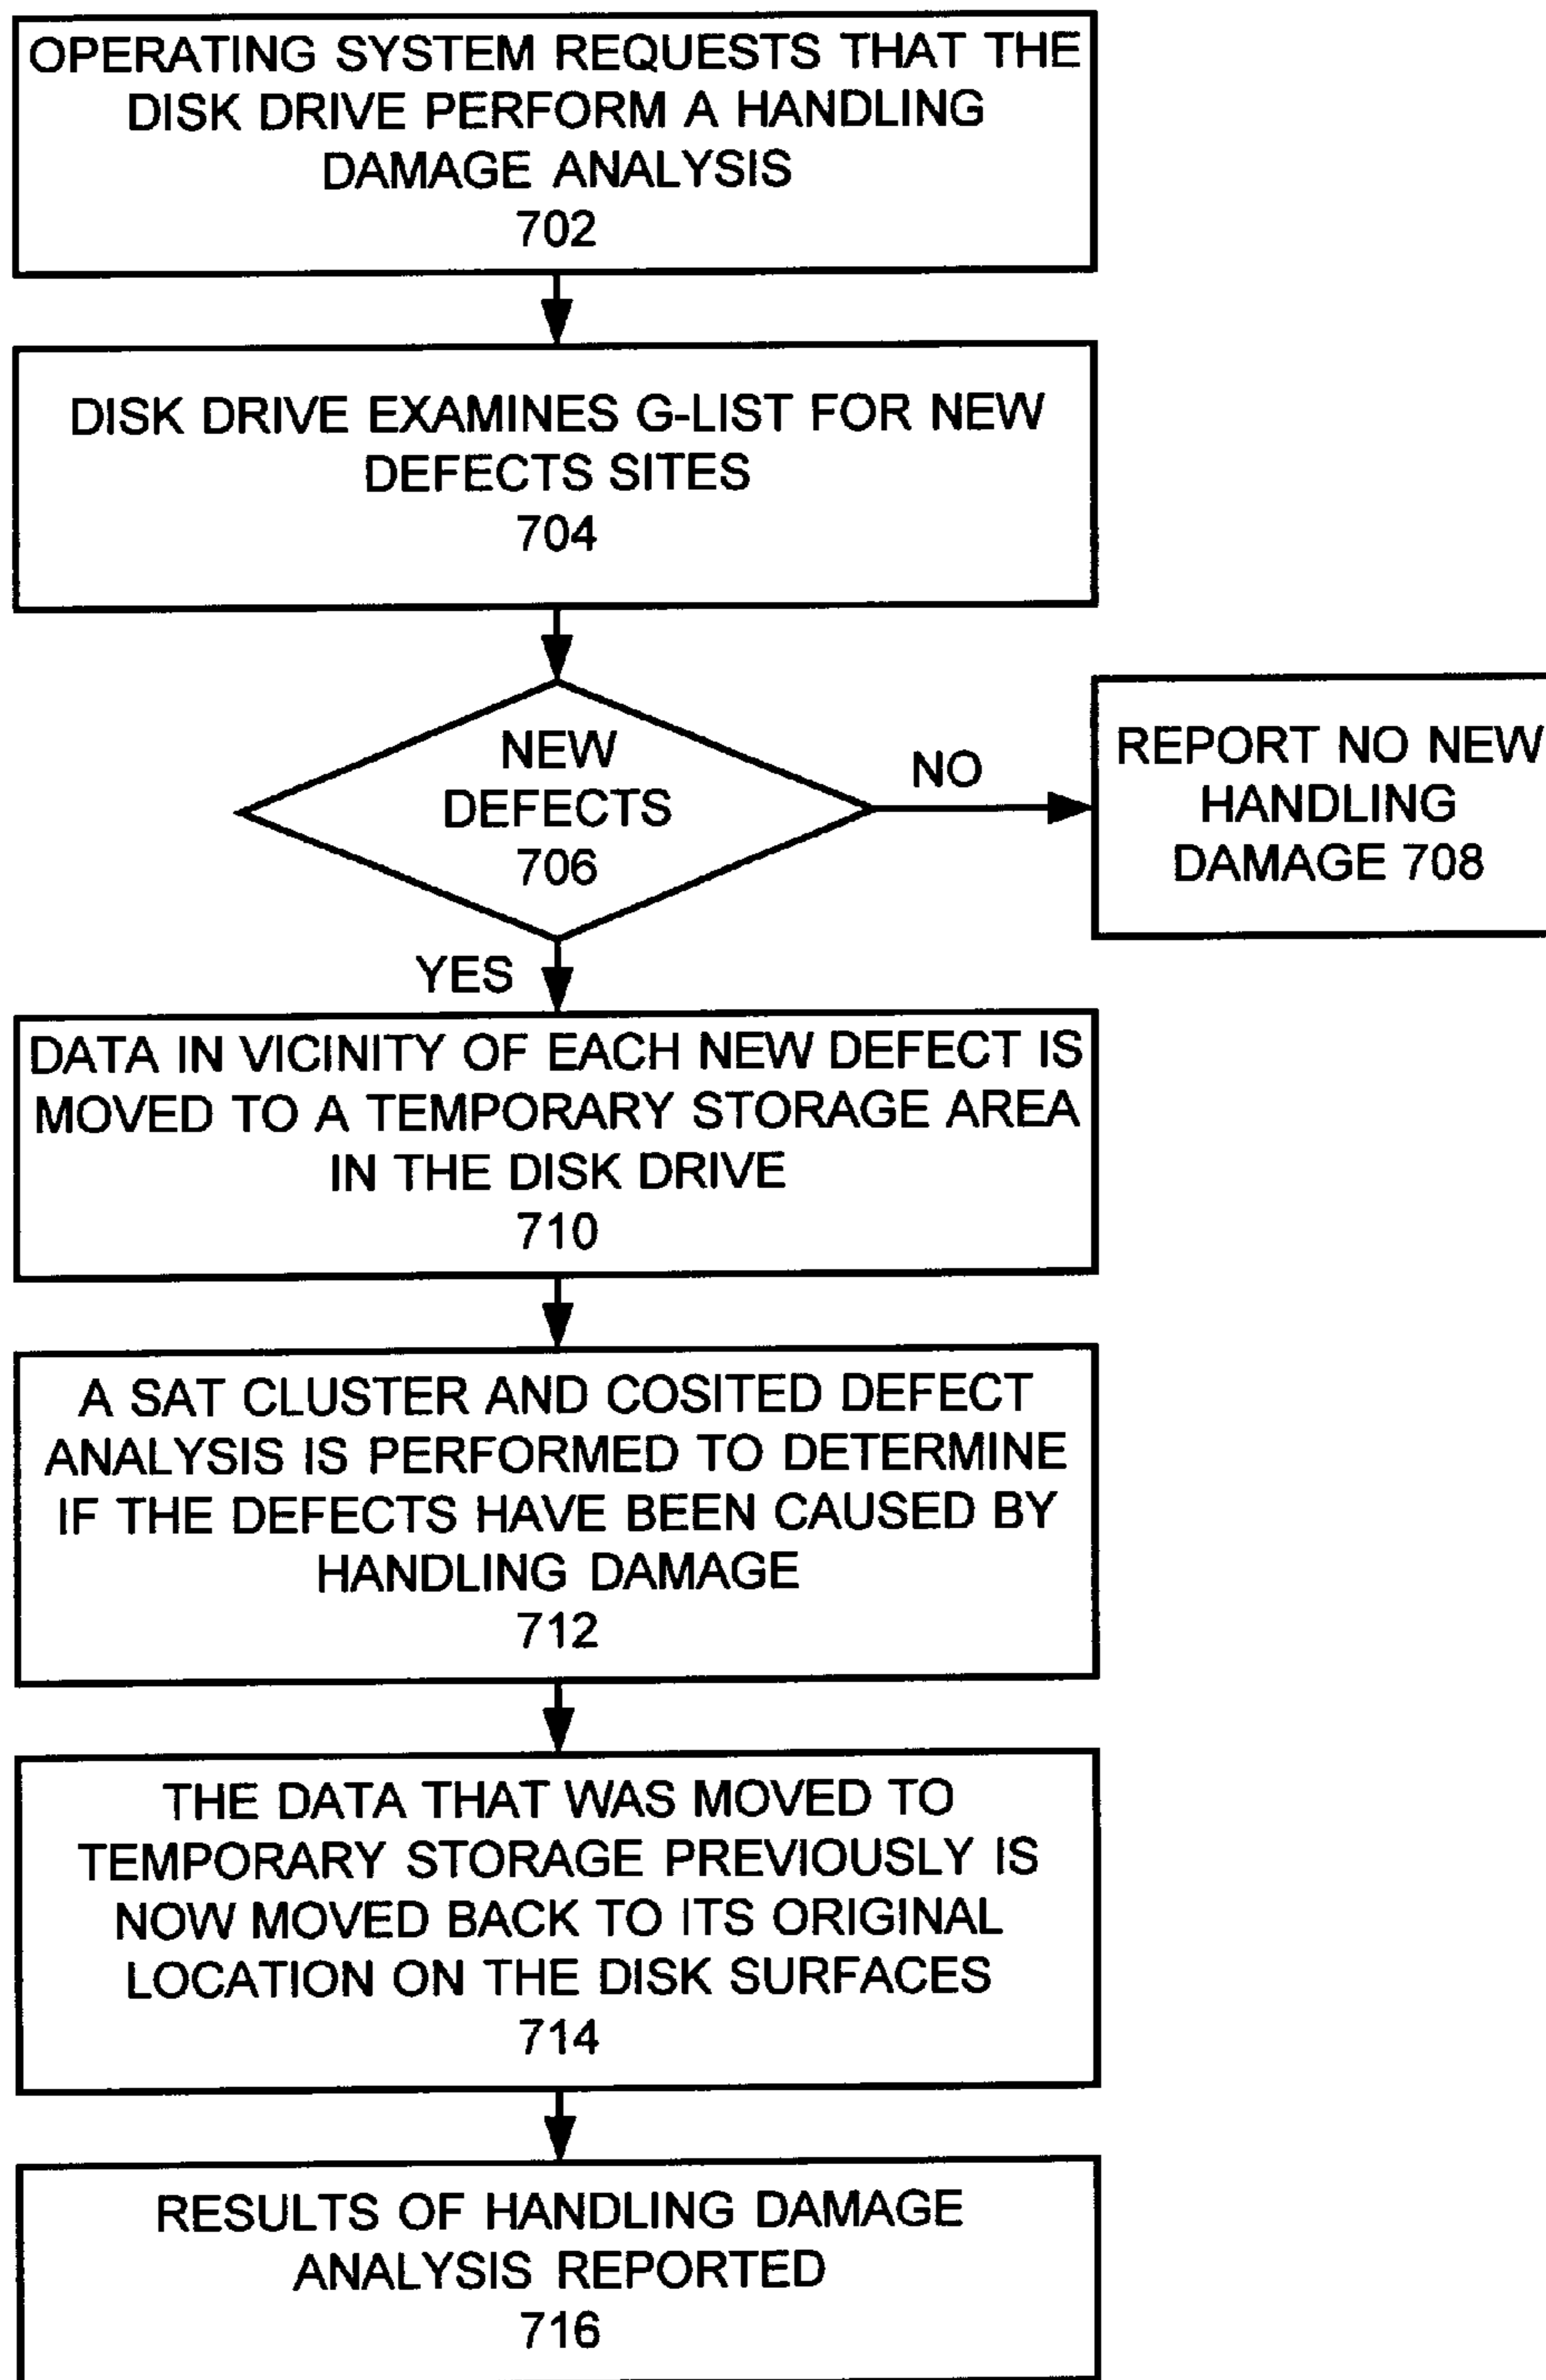 OPERATING SYSTEM REQUESTS THAT THE
DISK DRIVE PERFORM A HANDLING
DAMAGE ANALYSIS
702
DISK DRIVE EXAMINES G-LIST FOR NEW
DEFECTS SITES
704
NEW
DEFECTS
706
NO
REPORT NO NEW
HANDLING
DAMAGE 708
YES
DATA IN VICINITY OF EACH NEW DEFECT IS
MOVED TO A TEMPORARY STORAGE AREA
IN THE DISK DRIVE
710
A SAT CLUSTER AND COSITED DEFECT
ANALYSIS IS PERFORMED TO DETERMINE
IF THE DEFECTS HAVE BEEN CAUSED BY
HANDLING DAMAGE
712
THE DATA THAT WAS MOVED TO
TEMPORARY STORAGE PREVIOUSLY IS
NOW MOVED BACK TO ITS ORIGINAL
LOCATION ON THE DISK SURFACES
714
RESULTS OF HANDLING DAMAGE
ANALYSIS REPORTED
716